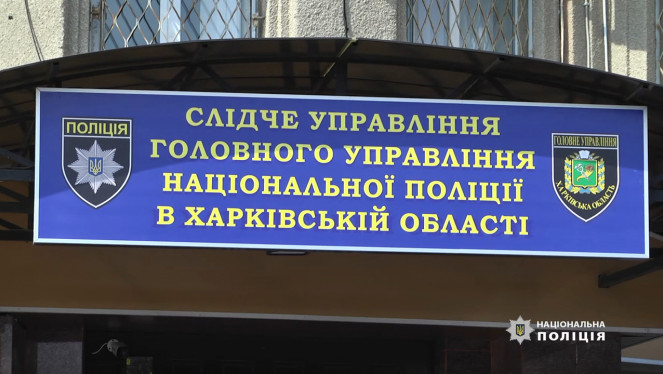 СЛІДЧЕ УПРАВЛІННЯ
ГОЛОВНОГО УПРАВЛІННЯ
НАЦІОНАЛЬНОЇ ПОЛІЦІЇ
В ХАРКІВСЬКІЙ ОБЛАСТІ
ПОЛІЦІЯ
ГОЛОВНЕ УПРАВЛІННЯ
ХАРКІВСЬКА ОБЛАСТЬ
НАЦІОНАЛЬНА
ПОЛІЦІЯ